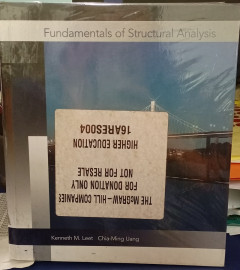 Fundamentals of Structural Analysis
THE McGRAW-HILL COMPANIES
FOR DONATION ONLY
NOT FOR RESALE
HIGHER EDUCATION
16ARES004
Kenneth M. Leet Chia-Ming Uang